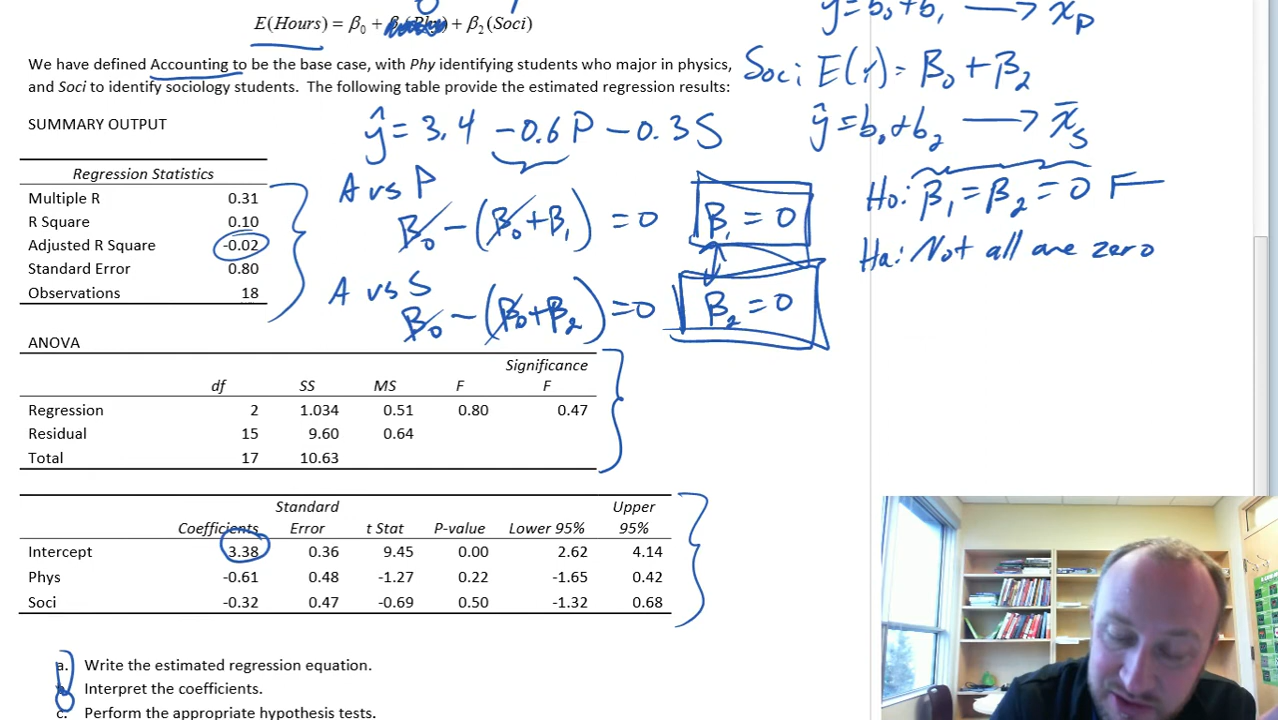 E(Hours) = β₀ + β₁(Phy) + β₂(Soci)
We have defined Accounting to be the base case, with Phy identifying students who major in physics,
and Soci to identify sociology students. The following table provide the estimated regression results:
ŷ = b₀ + b₁ → x̄p
Soci: E(Y) = β₀ + β₂
ŷ = b₀ + b₂ → x̄s
SUMMARY OUTPUT
ŷ = 3.4 - 0.6P - 0.3S
Regression Statistics
Multiple R 0.31
R Square 0.10
Adjusted R Square -0.02
Standard Error 0.80
Observations 18
A vs P
β₀ - (β₀ + β₁) = 0
β₁ = 0
A vs S
β₀ - (β₀ + β₂) = 0
β₂ = 0
Ho: β₁ = β₂ = 0 F
Ha: Not all are zero
ANOVA
df SS MS F Significance F
Regression 2 1.034 0.51 0.80 0.47
Residual 15 9.60 0.64
Total 17 10.63
Coefficients Standard Error t Stat P-value Lower 95% Upper 95%
Intercept 3.38 0.36 9.45 0.00 2.62 4.14
Phys -0.61 0.48 -1.27 0.22 -1.65 0.42
Soci -0.32 0.47 -0.69 0.50 -1.32 0.68
a. Write the estimated regression equation.
b. Interpret the coefficients.
c. Perform the appropriate hypothesis tests.